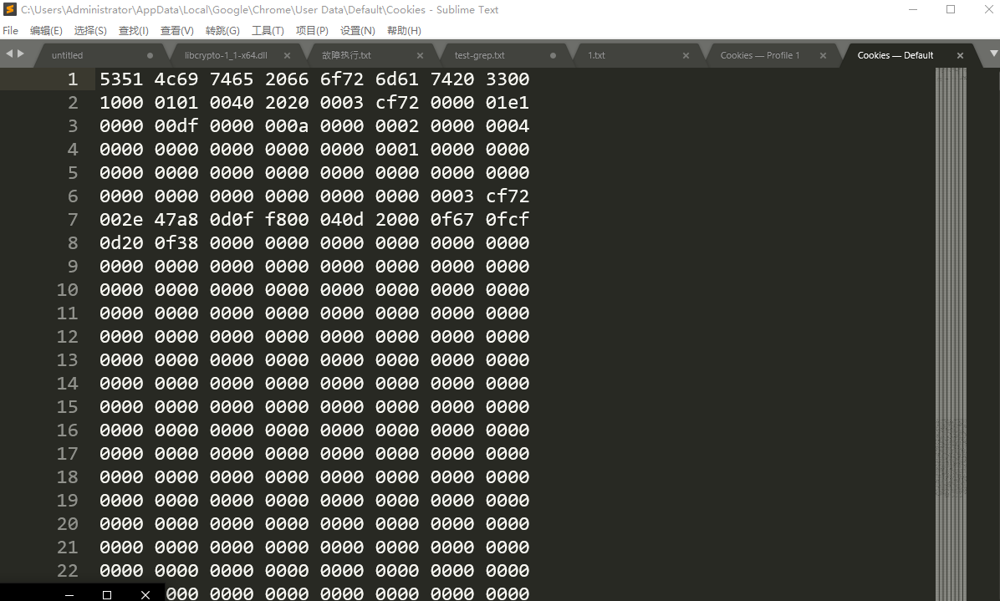 C:\Users\Administrator\AppData\Local\Google\Chrome\User Data\Default\Cookies - Sublime Text
File 编辑(E) 选择(S) 查找(I) 查看(V) 转跳(G) 工具(T) 项目(P) 设置(N) 帮助(H)
untitled libcrypto-1_1-x64.dll 故障执行.txt test-grep.txt 1.txt Cookies — Profile 1 Cookies — Default
1 5351 4c69 7465 2066 6f72 6d61 7420 3300
2 1000 0101 0040 2020 0003 cf72 0000 01e1
3 0000 00df 0000 000a 0000 0002 0000 0004
4 0000 0000 0000 0000 0000 0001 0000 0000
5 0000 0000 0000 0000 0000 0000 0000 0000
6 0000 0000 0000 0000 0000 0000 0003 cf72
7 002e 47a8 0d0f f800 040d 2000 0f67 0fcf
8 0d20 0f38 0000 0000 0000 0000 0000 0000
9 0000 0000 0000 0000 0000 0000 0000 0000
10 0000 0000 0000 0000 0000 0000 0000 0000
11 0000 0000 0000 0000 0000 0000 0000 0000
12 0000 0000 0000 0000 0000 0000 0000 0000
13 0000 0000 0000 0000 0000 0000 0000 0000
14 0000 0000 0000 0000 0000 0000 0000 0000
15 0000 0000 0000 0000 0000 0000 0000 0000
16 0000 0000 0000 0000 0000 0000 0000 0000
17 0000 0000 0000 0000 0000 0000 0000 0000
18 0000 0000 0000 0000 0000 0000 0000 0000
19 0000 0000 0000 0000 0000 0000 0000 0000
20 0000 0000 0000 0000 0000 0000 0000 0000
21 0000 0000 0000 0000 0000 0000 0000 0000
22 0000 0000 0000 0000 0000 0000 0000 0000
000 0000 0000 0000 0000 0000 0000